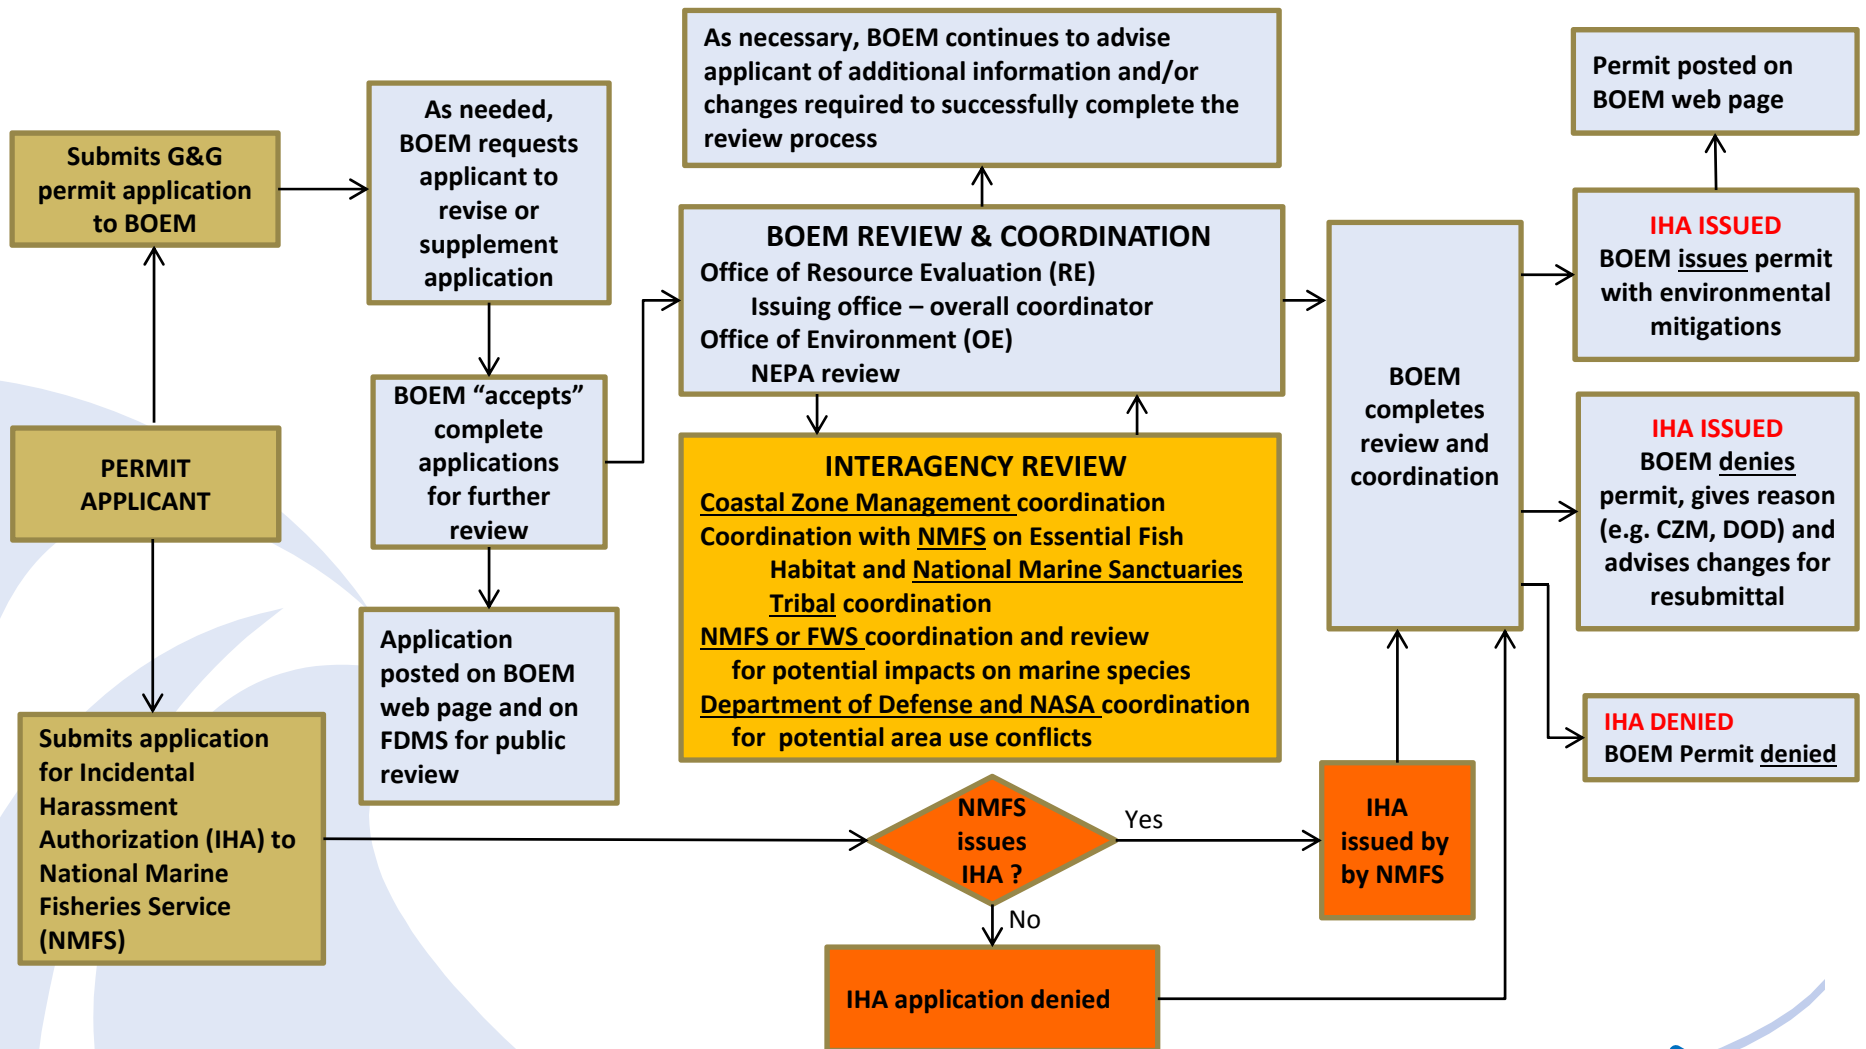 Submits G&G
permit application
to BOEM
PERMIT
APPLICANT
Submits application
for Incidental
Harassment
Authorization (IHA) to
National Marine
Fisheries Service
(NMFS)
As needed,
BOEM requests
applicant to
revise or
supplement
application
BOEM “accepts”
complete
applications
for further
review
Application
posted on BOEM
web page and on
FDMS for public
review
As necessary, BOEM continues to advise
applicant of additional information and/or
changes required to successfully complete the
review process
BOEM REVIEW & COORDINATION
Office of Resource Evaluation (RE)
Issuing office – overall coordinator
Office of Environment (OE)
NEPA review
INTERAGENCY REVIEW
Coastal Zone Management coordination
Coordination with NMFS on Essential Fish
Habitat and National Marine Sanctuaries
Tribal coordination
NMFS or FWS coordination and review
for potential impacts on marine species
Department of Defense and NASA coordination
for potential area use conflicts
NMFS
issues
IHA ?
Yes
No
IHA application denied
IHA
issued by
by NMFS
BOEM
completes
review and
coordination
Permit posted on
BOEM web page
IHA ISSUED
BOEM issues permit
with environmental
mitigations
IHA ISSUED
BOEM denies
permit, gives reason
(e.g. CZM, DOD) and
advises changes for
resubmittal
IHA DENIED
BOEM Permit denied